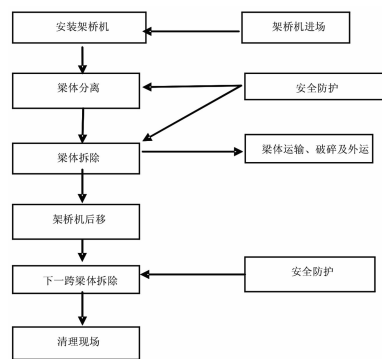 安装架桥机
架桥机进场
梁体分离
安全防护
梁体拆除
梁体运输、破碎及外运
架桥机后移
下一跨梁体拆除
安全防护
清理现场